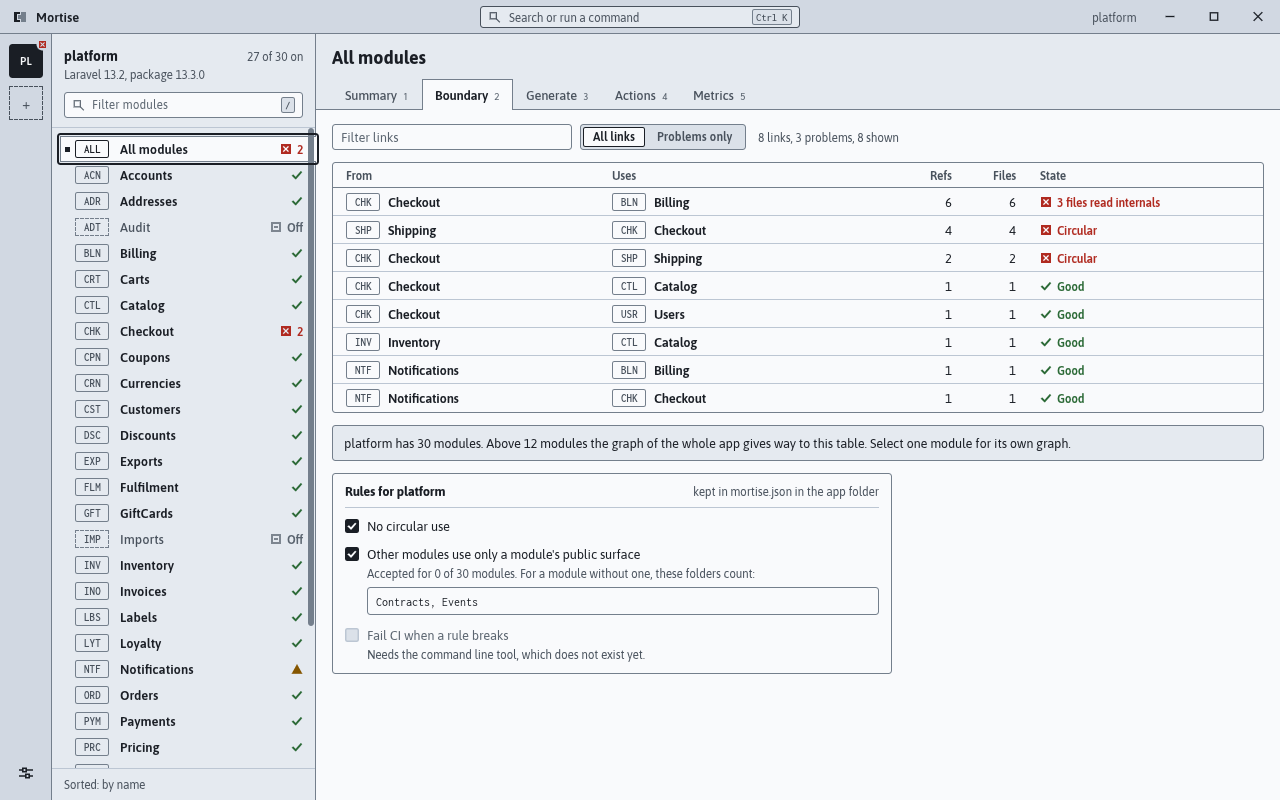 Mortise
Search or run a command
Ctrl K
platform
PL
+
platform
27 of 30 on
Laravel 13.2, package 13.3.0
Filter modules
/
ALL All modules 2
ACN Accounts
ADR Addresses
ADT Audit Off
BLN Billing
CRT Carts
CTL Catalog
CHK Checkout 2
CPN Coupons
CRN Currencies
CST Customers
DSC Discounts
EXP Exports
FLM Fulfilment
GFT GiftCards
IMP Imports Off
INV Inventory
INO Invoices
LBS Labels
LYT Loyalty
NTF Notifications
ORD Orders
PYM Payments
PRC Pricing
Sorted: by name
All modules
Summary 1
Boundary 2
Generate 3
Actions 4
Metrics 5
Filter links
All links
Problems only
8 links, 3 problems, 8 shown
From Uses Refs Files State
CHK Checkout BLN Billing 6 6 3 files read internals
SHP Shipping CHK Checkout 4 4 Circular
CHK Checkout SHP Shipping 2 2 Circular
CHK Checkout CTL Catalog 1 1 Good
CHK Checkout USR Users 1 1 Good
INV Inventory CTL Catalog 1 1 Good
NTF Notifications BLN Billing 1 1 Good
NTF Notifications CHK Checkout 1 1 Good
platform has 30 modules. Above 12 modules the graph of the whole app gives way to this table. Select one module for its own graph.
Rules for platform
kept in mortise.json in the app folder
No circular use
Other modules use only a module's public surface
Accepted for 0 of 30 modules. For a module without one, these folders count:
Contracts, Events
Fail CI when a rule breaks
Needs the command line tool, which does not exist yet.